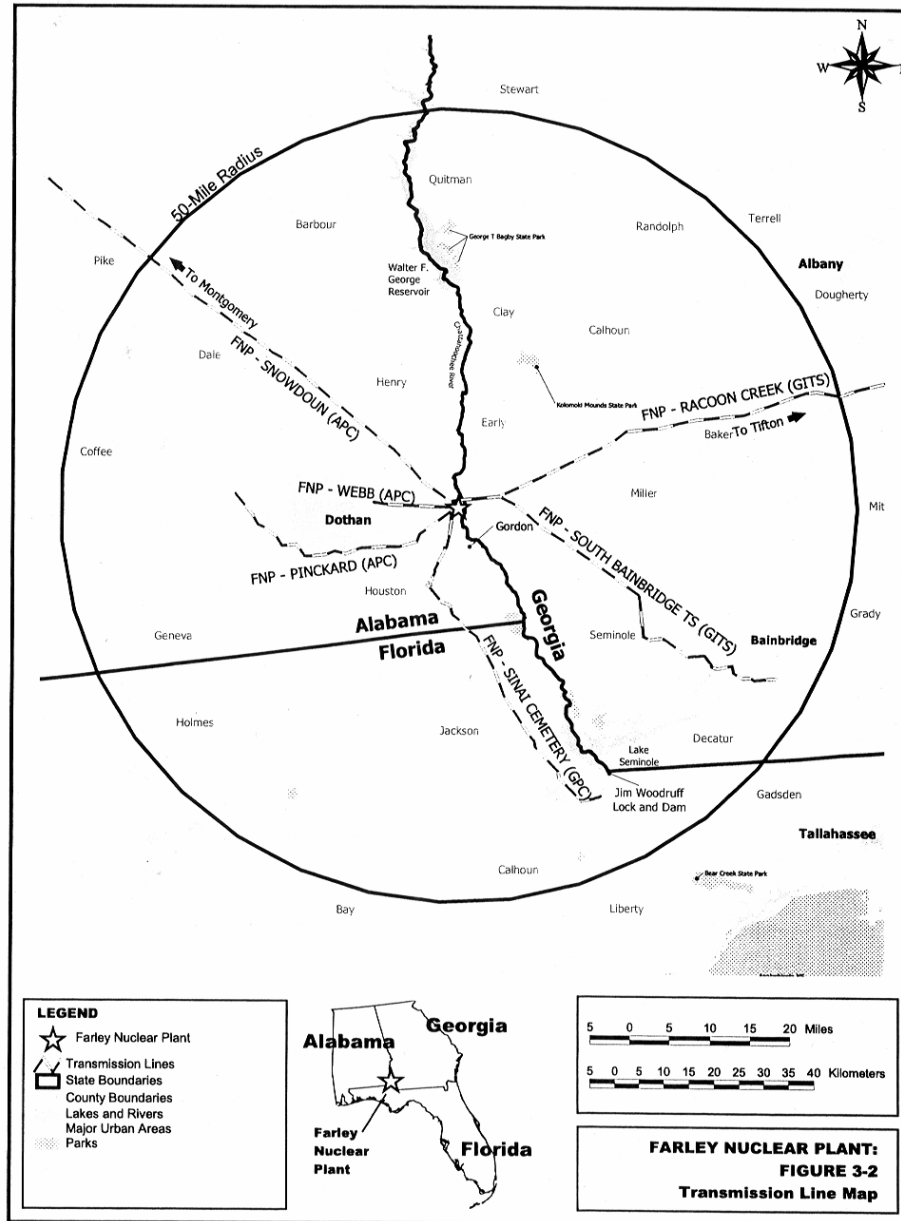 N
W
S
Stewart
50-Mile Radius
Quitman
Barbour
Randolph
Terrell
George T Bagby State Park
Pike
Albany
To Montgomery
Walter F.
George
Reservoir
Dougherty
Clay
Calhoun
Chattahoochee River
Dale
FNP - SNOWDOUN (APC)
Henry
Kolomoki Mounds State Park
FNP - RACOON CREEK (GITS)
Early
Baker
To Tifton
Coffee
FNP - WEBB (APC)
Miller
Mit
Dothan
Gordon
FNP - SOUTH BAINBRIDGE TS (GITS)
FNP - PINCKARD (APC)
Houston
Georgia
Grady
Alabama
Geneva
Seminole
Bainbridge
Florida
FNP - SINAI CEMETERY (GPC)
Holmes
Jackson
Decatur
Lake
Seminole
Jim Woodruff
Lock and Dam
Gadsden
Tallahassee
Calhoun
Bear Creek State Park
Bay
Liberty
LEGEND
Farley Nuclear Plant
Transmission Lines
State Boundaries
County Boundaries
Lakes and Rivers
Major Urban Areas
Parks
Alabama
Georgia
Farley
Nuclear
Plant
Florida
5 0 5 10 15 20 Miles
5 0 5 10 15 20 25 30 35 40 Kilometers
FARLEY NUCLEAR PLANT:
FIGURE 3-2
Transmission Line Map